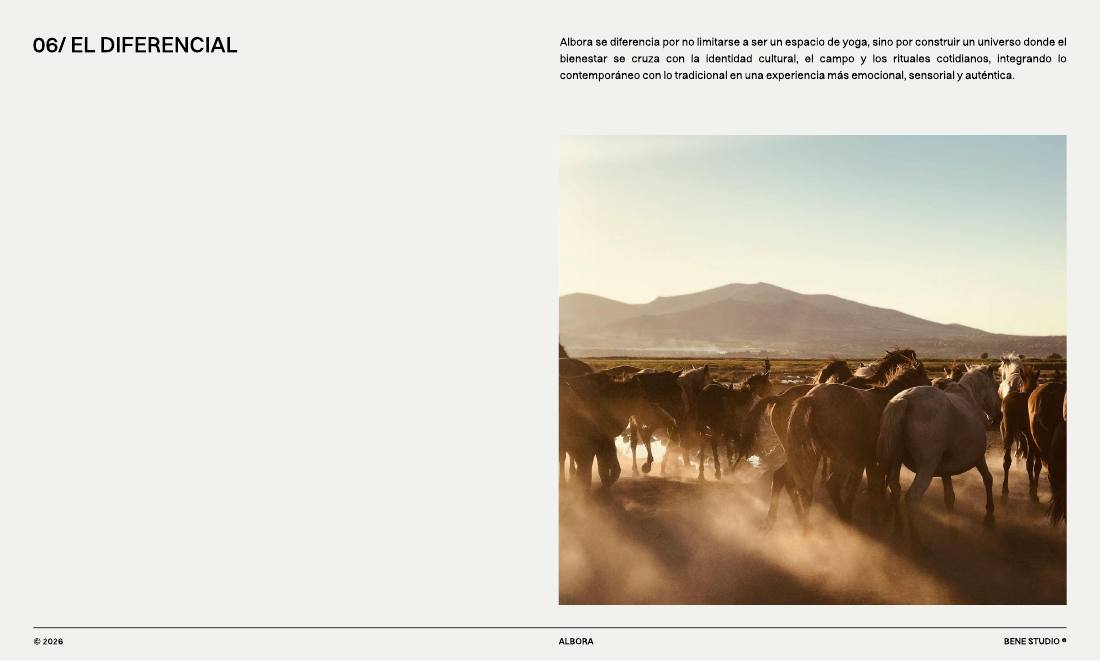 06/ EL DIFERENCIAL
Albora se diferencia por no limitarse a ser un espacio de yoga, sino por construir un universo donde el
bienestar se cruza con la identidad cultural, el campo y los rituales cotidianos, integrando lo
contemporáneo con lo tradicional en una experiencia más emocional, sensorial y auténtica.
© 2026
ALBORA
BENE STUDIO ®